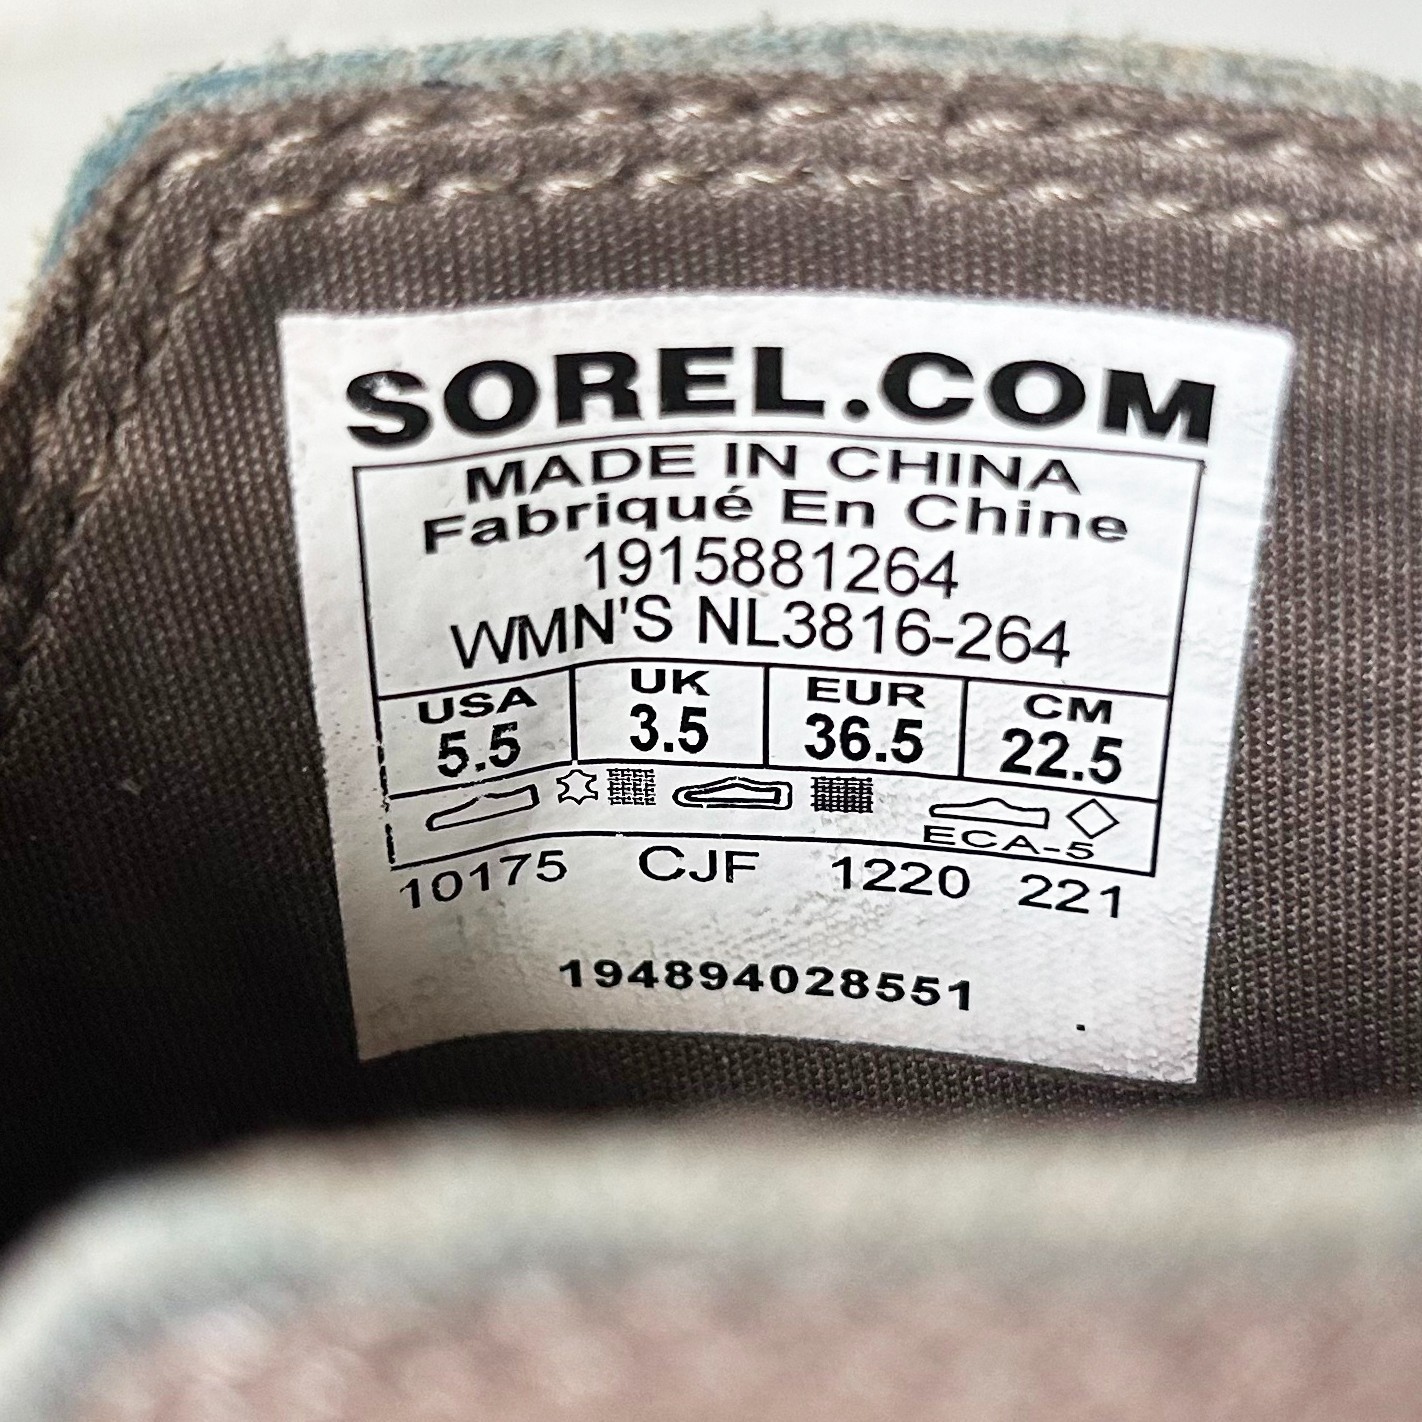 SOREL.COM
MADE IN CHINA
Fabriqué En Chine
1915881264
WMN'S NL3816-264
USA UK EUR CM
5.5 3.5 36.5 22.5
ECA-5
10175 CJF 1220 221
194894028551